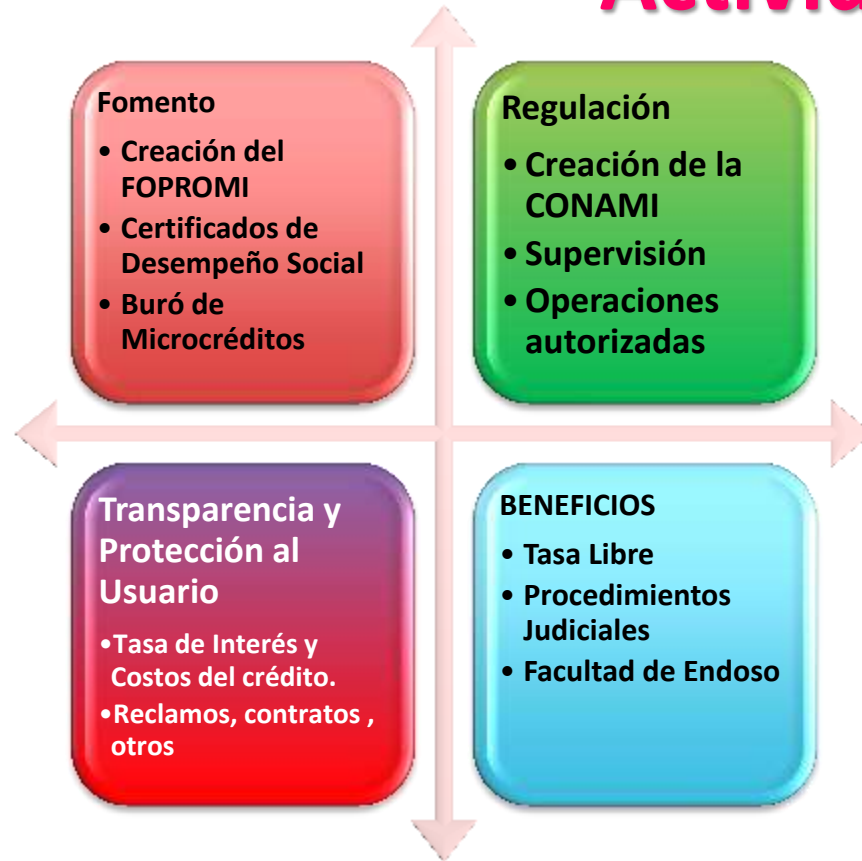 Fomento
• Creación del
FOPROMI
• Certificados de
Desempeño Social
• Buró de
Microcréditos
Regulación
• Creación de la
CONAMI
• Supervisión
• Operaciones
autorizadas
Transparencia y
Protección al
Usuario
•Tasa de Interés y
Costos del crédito.
•Reclamos, contratos ,
otros
BENEFICIOS
• Tasa Libre
• Procedimientos
Judiciales
• Facultad de Endoso